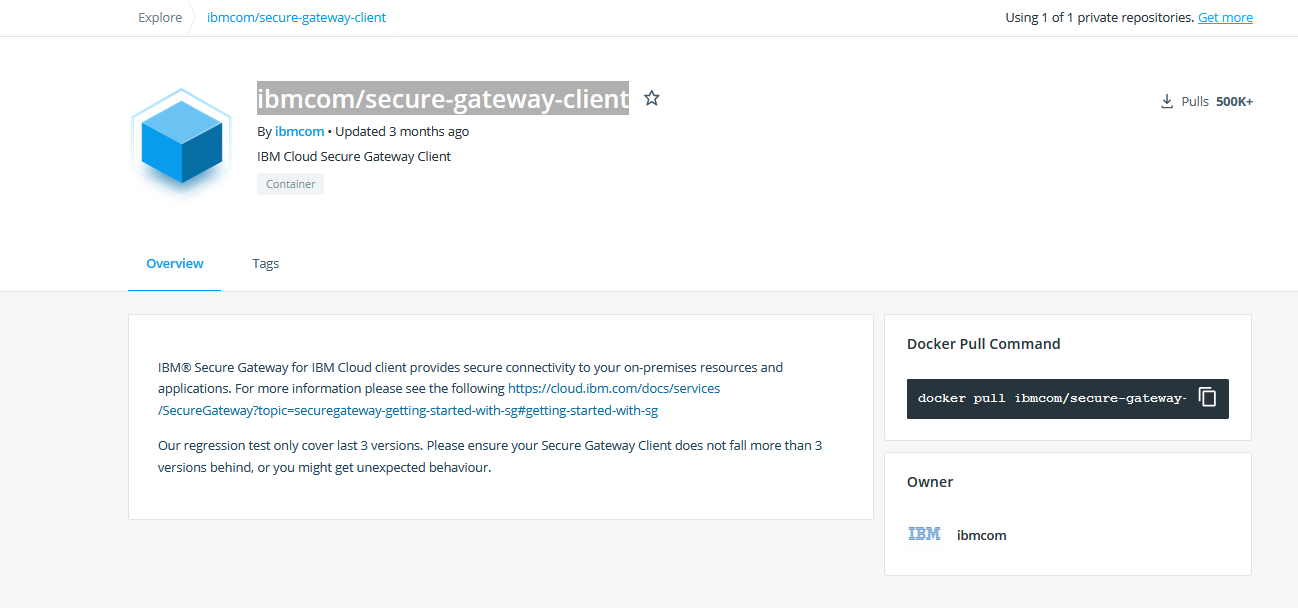 Explore
ibmcom/secure-gateway-client
Using 1 of 1 private repositories. Get more
ibmcom/secure-gateway-client
Pulls 500K+
By ibmcom • Updated 3 months ago
IBM Cloud Secure Gateway Client
Container
Overview
Tags
IBM® Secure Gateway for IBM Cloud client provides secure connectivity to your on-premises resources and
applications. For more information please see the following https://cloud.ibm.com/docs/services
/SecureGateway?topic=securegateway-getting-started-with-sg#getting-started-with-sg
Our regression test only cover last 3 versions. Please ensure your Secure Gateway Client does not fall more than 3
versions behind, or you might get unexpected behaviour.
Docker Pull Command
docker pull ibmcom/secure-gateway-
Owner
IBM
ibmcom